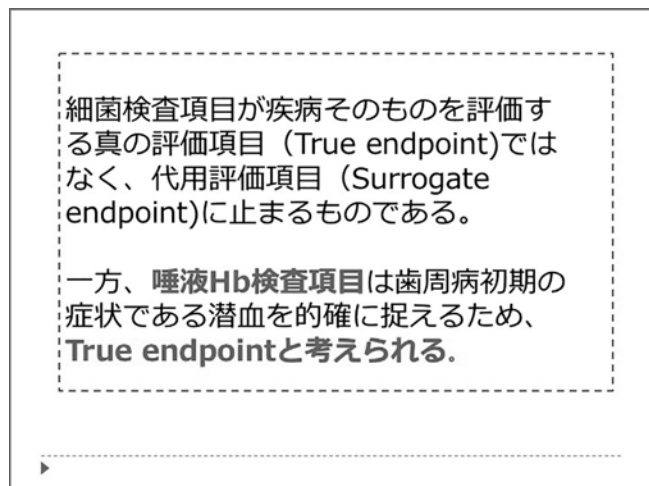 細菌検査項目が疾病そのものを評価す
る真の評価項目（True endpoint)では
なく、代用評価項目（Surrogate
endpoint)に止まるものである。
一方、唾液Hb検査項目は歯周病初期の
症状である潜血を的確に捉えるため、
True endpointと考えられる。